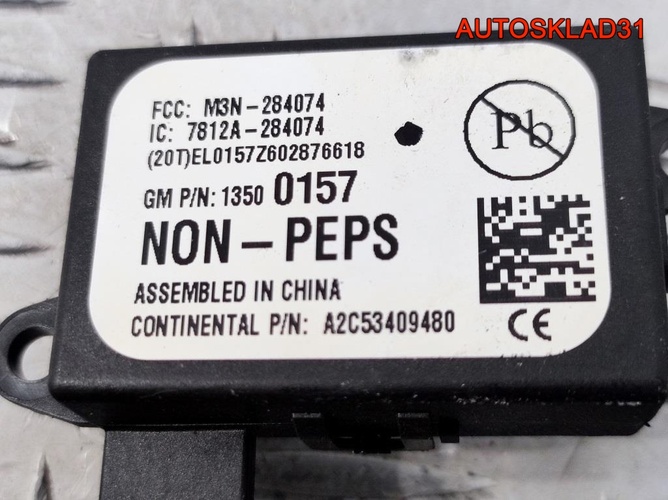 AUTOSKLAD31
FCC: M3N-284074
IC: 7812A-284074
(20T)EL0157Z602876618
GM P/N: 1350 0157
Pb
NON-PEPS
ASSEMBLED IN CHINA
CONTINENTAL P/N: A2C53409480
CE